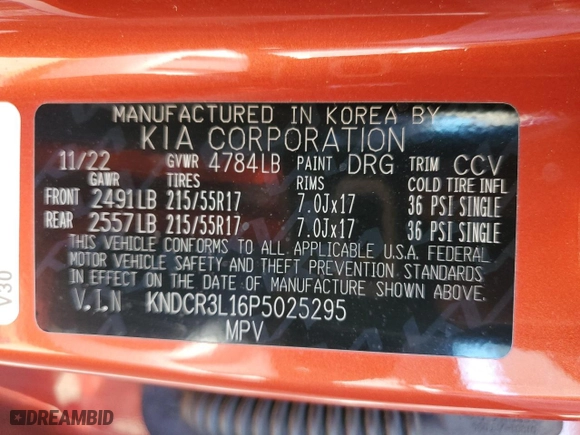 MANUFACTURED IN KOREA BY
KIA CORPORATION
11/22 GVWR 4784LB PAINT DRG TRIM CCV
GAWR TIRES RIMS COLD TIRE INFL
FRONT 2491LB 215/55R17 7.0Jx17 36 PSI SINGLE
REAR 2557LB 215/55R17 7.0Jx17 36 PSI SINGLE
THIS VEHICLE CONFORMS TO ALL APPLICABLE U.S.A. FEDERAL
MOTOR VEHICLE SAFETY AND THEFT PREVENTION STANDARDS
IN EFFECT ON THE DATE OF MANUFACTURE SHOWN ABOVE.
V.I.N KNDCR3L16P5025295
MPV
V30
DREAMBID